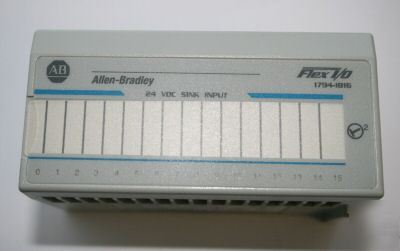 AB
Allen-Bradley
Flex I/O
1794-IB16
24 VDC SINK INPUT
2
0 1 2 3 4 5 6 7 8 9 10 11 12 13 14 15